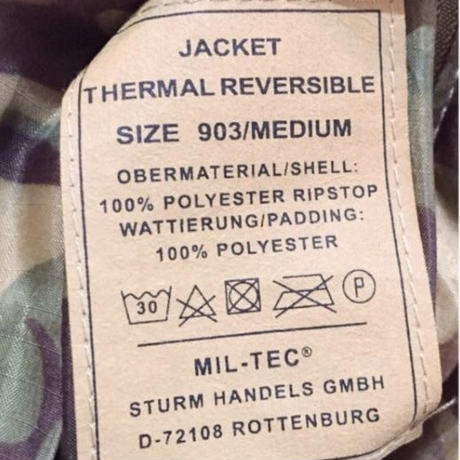 JACKET
THERMAL REVERSIBLE
SIZE 903/MEDIUM
OBERMATERIAL/SHELL:
100% POLYESTER RIPSTOP
WATTIERUNG/PADDING:
100% POLYESTER
30 P
MIL-TEC®
STURM HANDELS GMBH
D-72108 ROTTENBURG